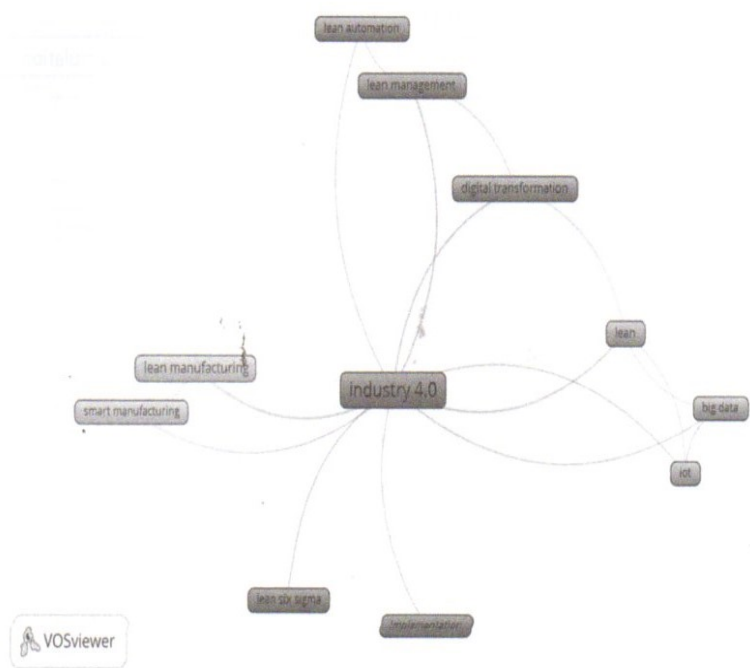 lean automation
lean management
digital transformation
lean
lean manufacturing
industry 4.0
smart manufacturing
big data
iot
lean six sigma
implementation
VOSviewer